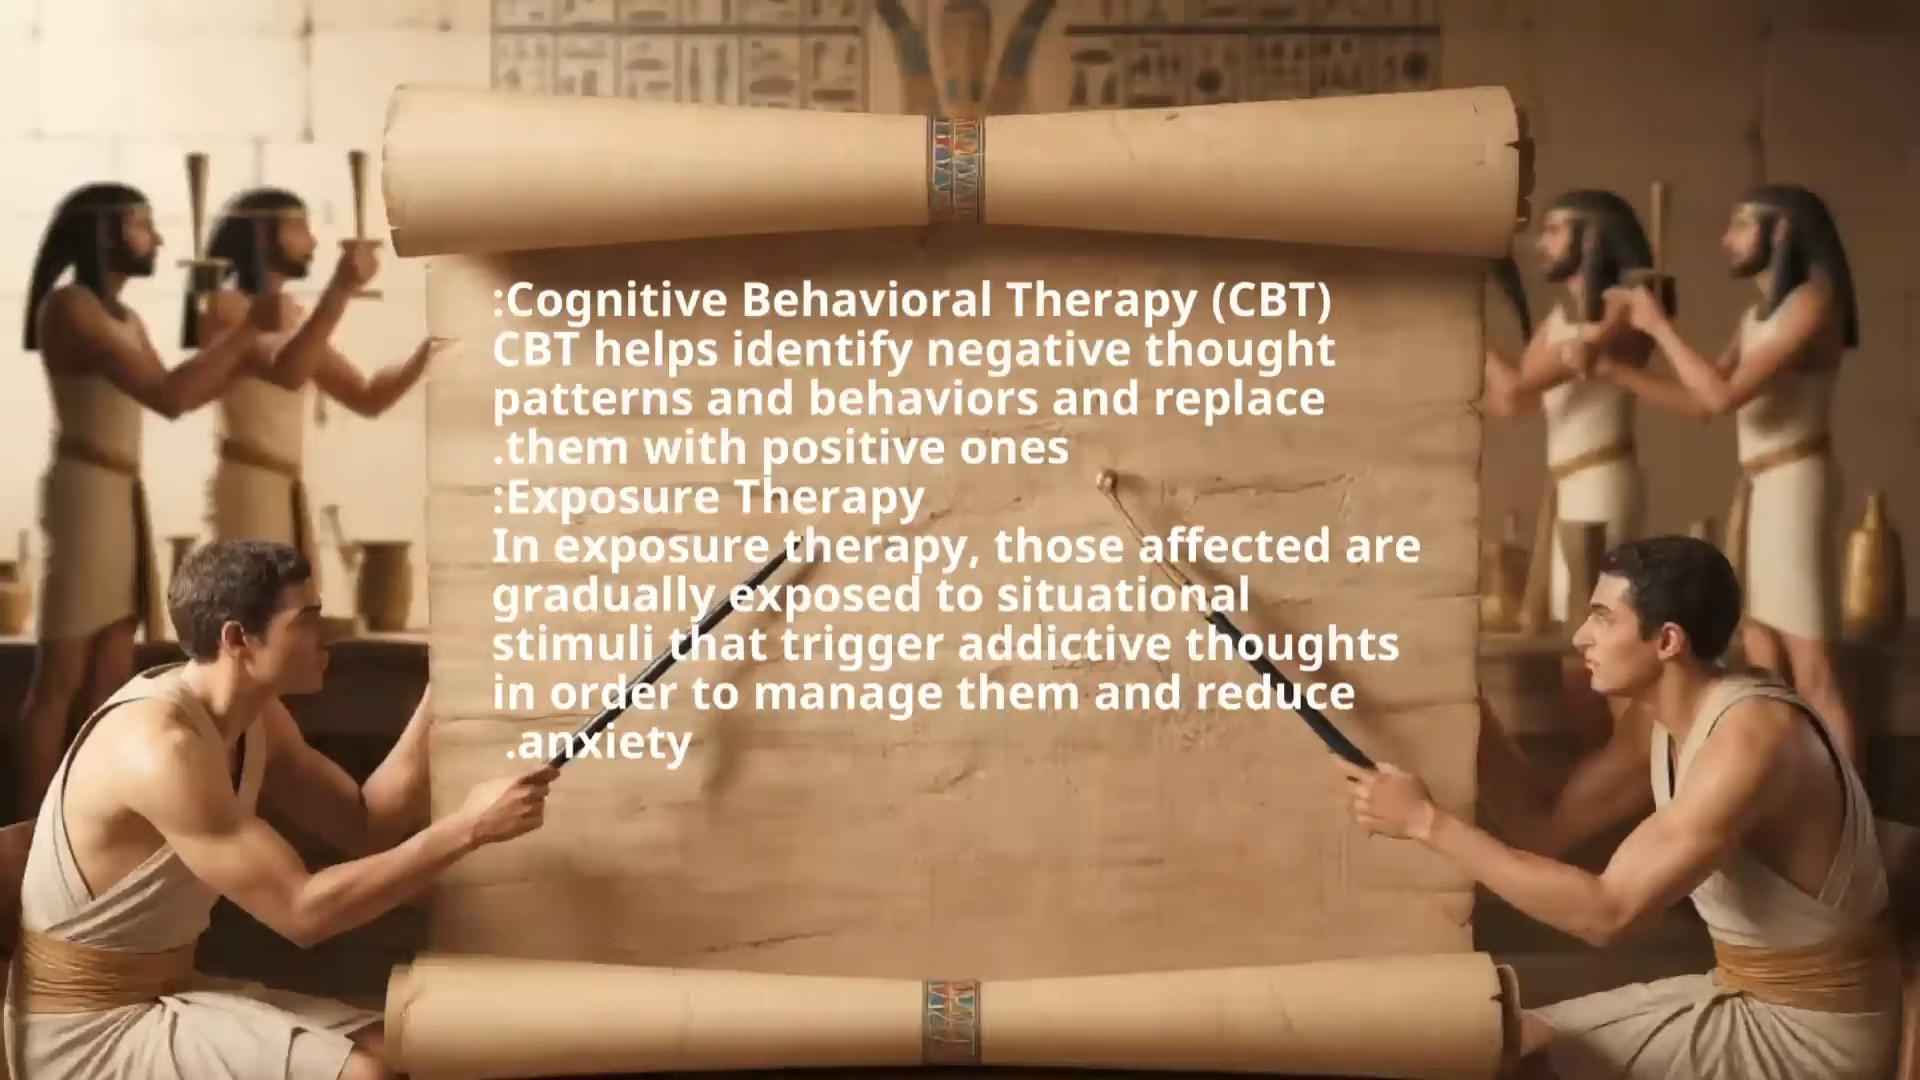 :Cognitive Behavioral Therapy (CBT)
CBT helps identify negative thought
patterns and behaviors and replace
.them with positive ones
:Exposure Therapy
In exposure therapy, those affected are
gradually exposed to situational
stimuli that trigger addictive thoughts
in order to manage them and reduce
.anxiety